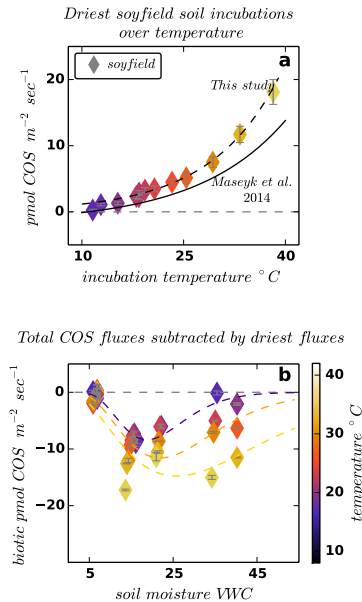 Driest soyfield soil incubations
over temperature
a
soyfield
This study
Maseyk et al.
2014
20
10
0
10
25
40
pmol COS m⁻² sec⁻¹
incubation temperature °C
Total COS fluxes subtracted by driest fluxes
b
0
−10
−20
5
25
45
biotic pmol COS m⁻² sec⁻¹
soil moisture VWC
40
30
20
10
temperature °C